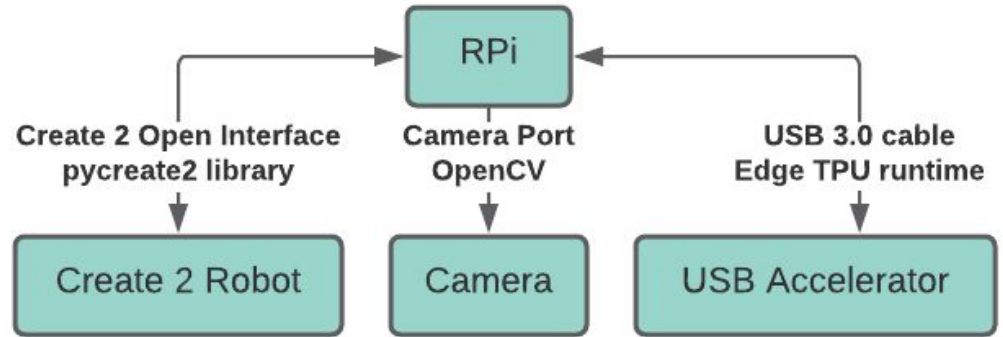 RPi
Create 2 Open Interface
pycreate2 library
Camera Port
OpenCV
USB 3.0 cable
Edge TPU runtime
Create 2 Robot
Camera
USB Accelerator